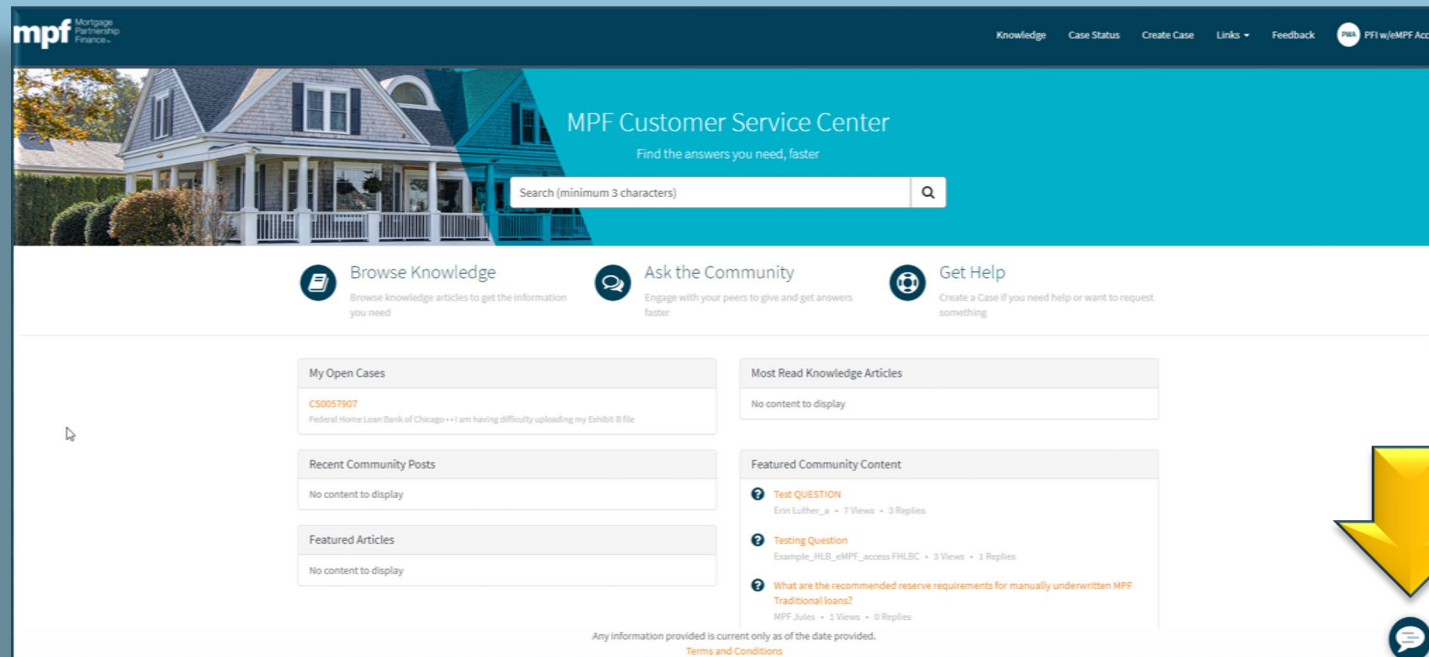 mpf Mortgage
Partnership
Finance
Knowledge Case Status Create Case Links Feedback PWA PFI w/eMPF Acc
MPF Customer Service Center
Find the answers you need, faster
Search (minimum 3 characters)
Browse Knowledge
Browse knowledge articles to get the information
you need
Ask the Community
Engage with your peers to give and get answers
faster
Get Help
Create a Case if you need help or want to request
something
My Open Cases
CS0057907
Federal Home Loan Bank of Chicago • • I am having difficulty uploading my Exhibit B file
Most Read Knowledge Articles
No content to display
Recent Community Posts
No content to display
Featured Articles
No content to display
Featured Community Content
Test QUESTION
Erin Luther_a • 7 Views • 3 Replies
Testing Question
Example_HLB_eMPF_access FHLBC • 3 Views • 1 Replies
What are the recommended reserve requirements for manually underwritten MPF
Traditional loans?
MPF Jules • 1 Views • 0 Replies
Any information provided is current only as of the date provided.
Terms and Conditions